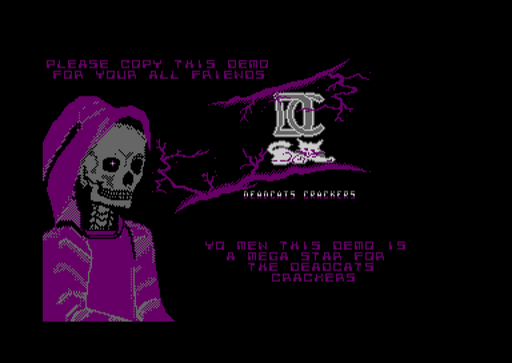 PLEASE COPY THIS DEMO
FOR YOUR ALL FRIENDS
DC
DEADCATS CRACKERS
YO MEN THIS DEMO IS
A MEGA STAR FOR
THE DEADCATS
CRACKERS